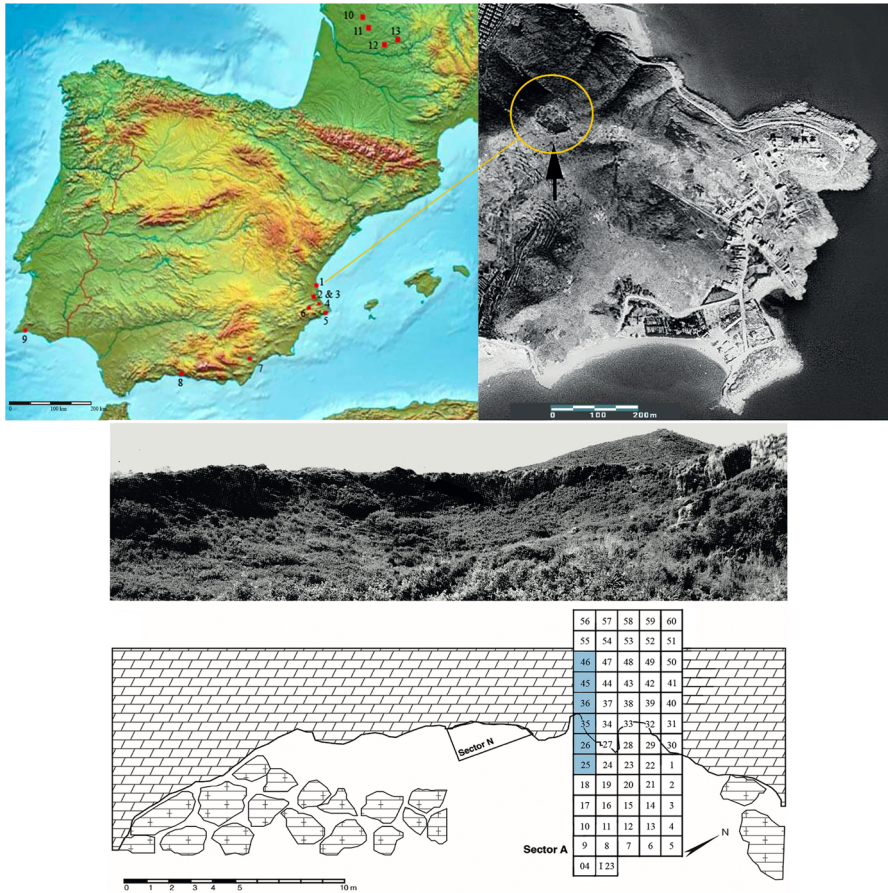 10
11
12 13
1
2 & 3
4
6
5
9
7
8
0 100 km 200 km
0 100 200m
56 57 58 59 60
55 54 53 52 51
46 47 48 49 50
45 44 43 42 41
36 37 38 39 40
35 34 33 32 31
Sector N
26 27 28 29 30
25 24 23 22 1
18 19 20 21 2
17 16 15 14 3
10 11 12 13 4
N
Sector A
9 8 7 6 5
04 I 23
0 1 2 3 4 5 10 m